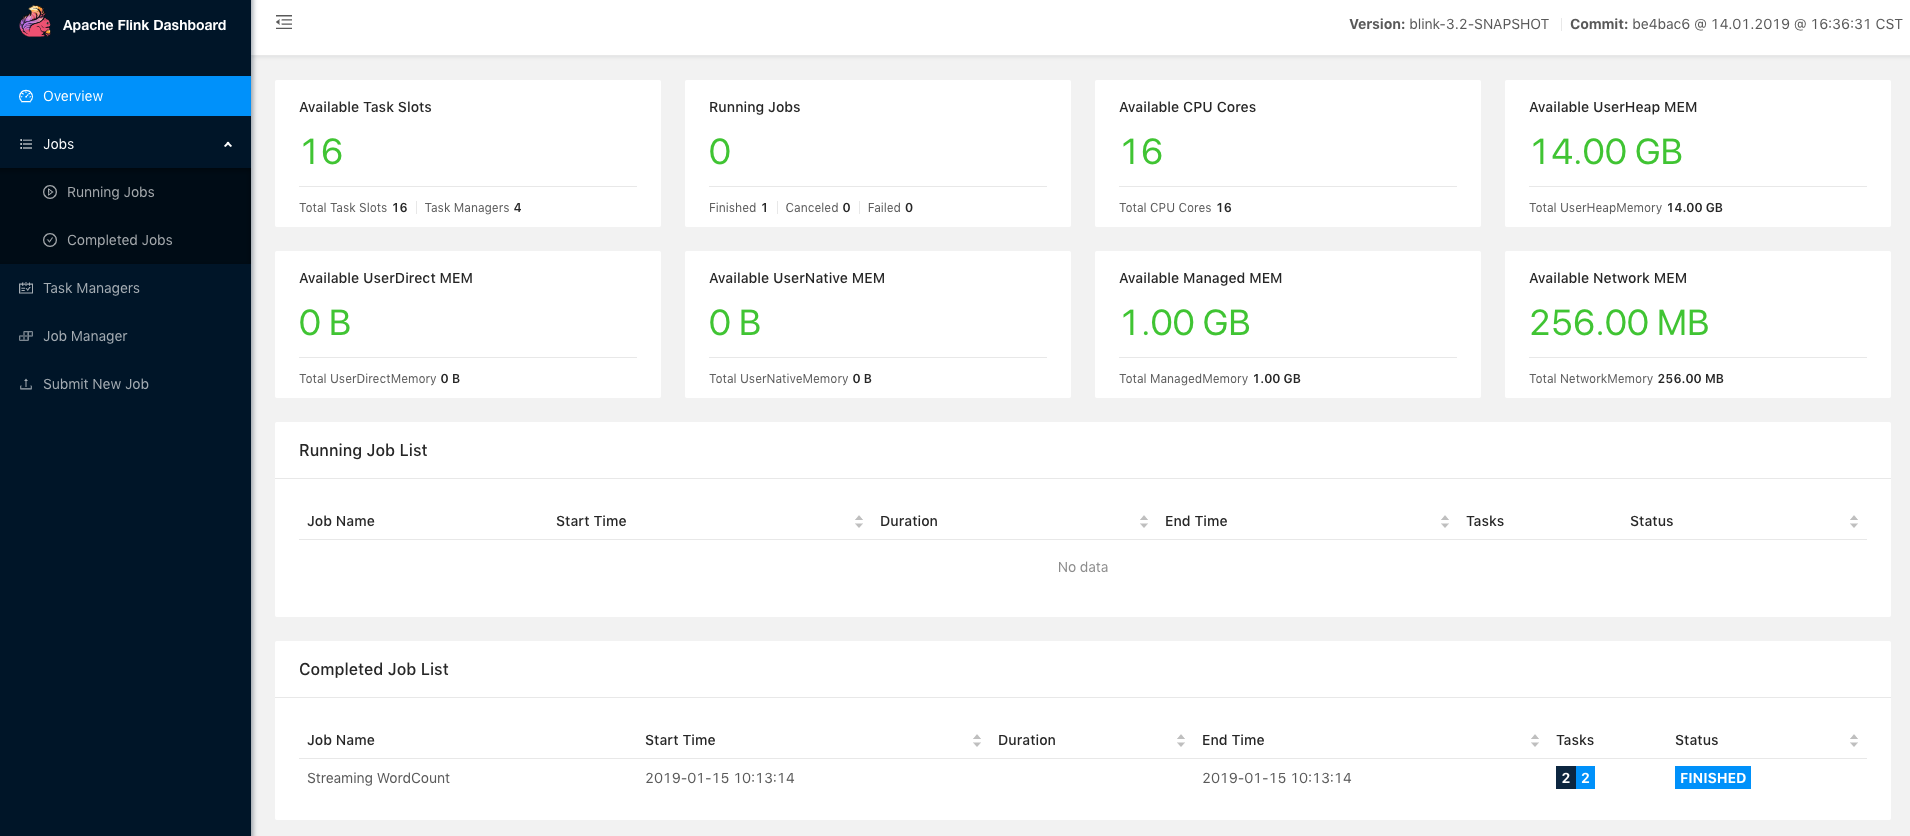 Apache Flink Dashboard
Version: blink-3.2-SNAPSHOT Commit: be4bac6 @ 14.01.2019 @ 16:36:31 CST
Overview
Jobs
Running Jobs
Completed Jobs
Task Managers
Job Manager
Submit New Job
Available Task Slots
16
Total Task Slots 16 Task Managers 4
Running Jobs
0
Finished 1 Canceled 0 Failed 0
Available CPU Cores
16
Total CPU Cores 16
Available UserHeap MEM
14.00 GB
Total UserHeapMemory 14.00 GB
Available UserDirect MEM
0 B
Total UserDirectMemory 0 B
Available UserNative MEM
0 B
Total UserNativeMemory 0 B
Available Managed MEM
1.00 GB
Total ManagedMemory 1.00 GB
Available Network MEM
256.00 MB
Total NetworkMemory 256.00 MB
Running Job List
Job Name Start Time Duration End Time Tasks Status
No data
Completed Job List
Job Name Start Time Duration End Time Tasks Status
Streaming WordCount 2019-01-15 10:13:14 2019-01-15 10:13:14 2 2 FINISHED